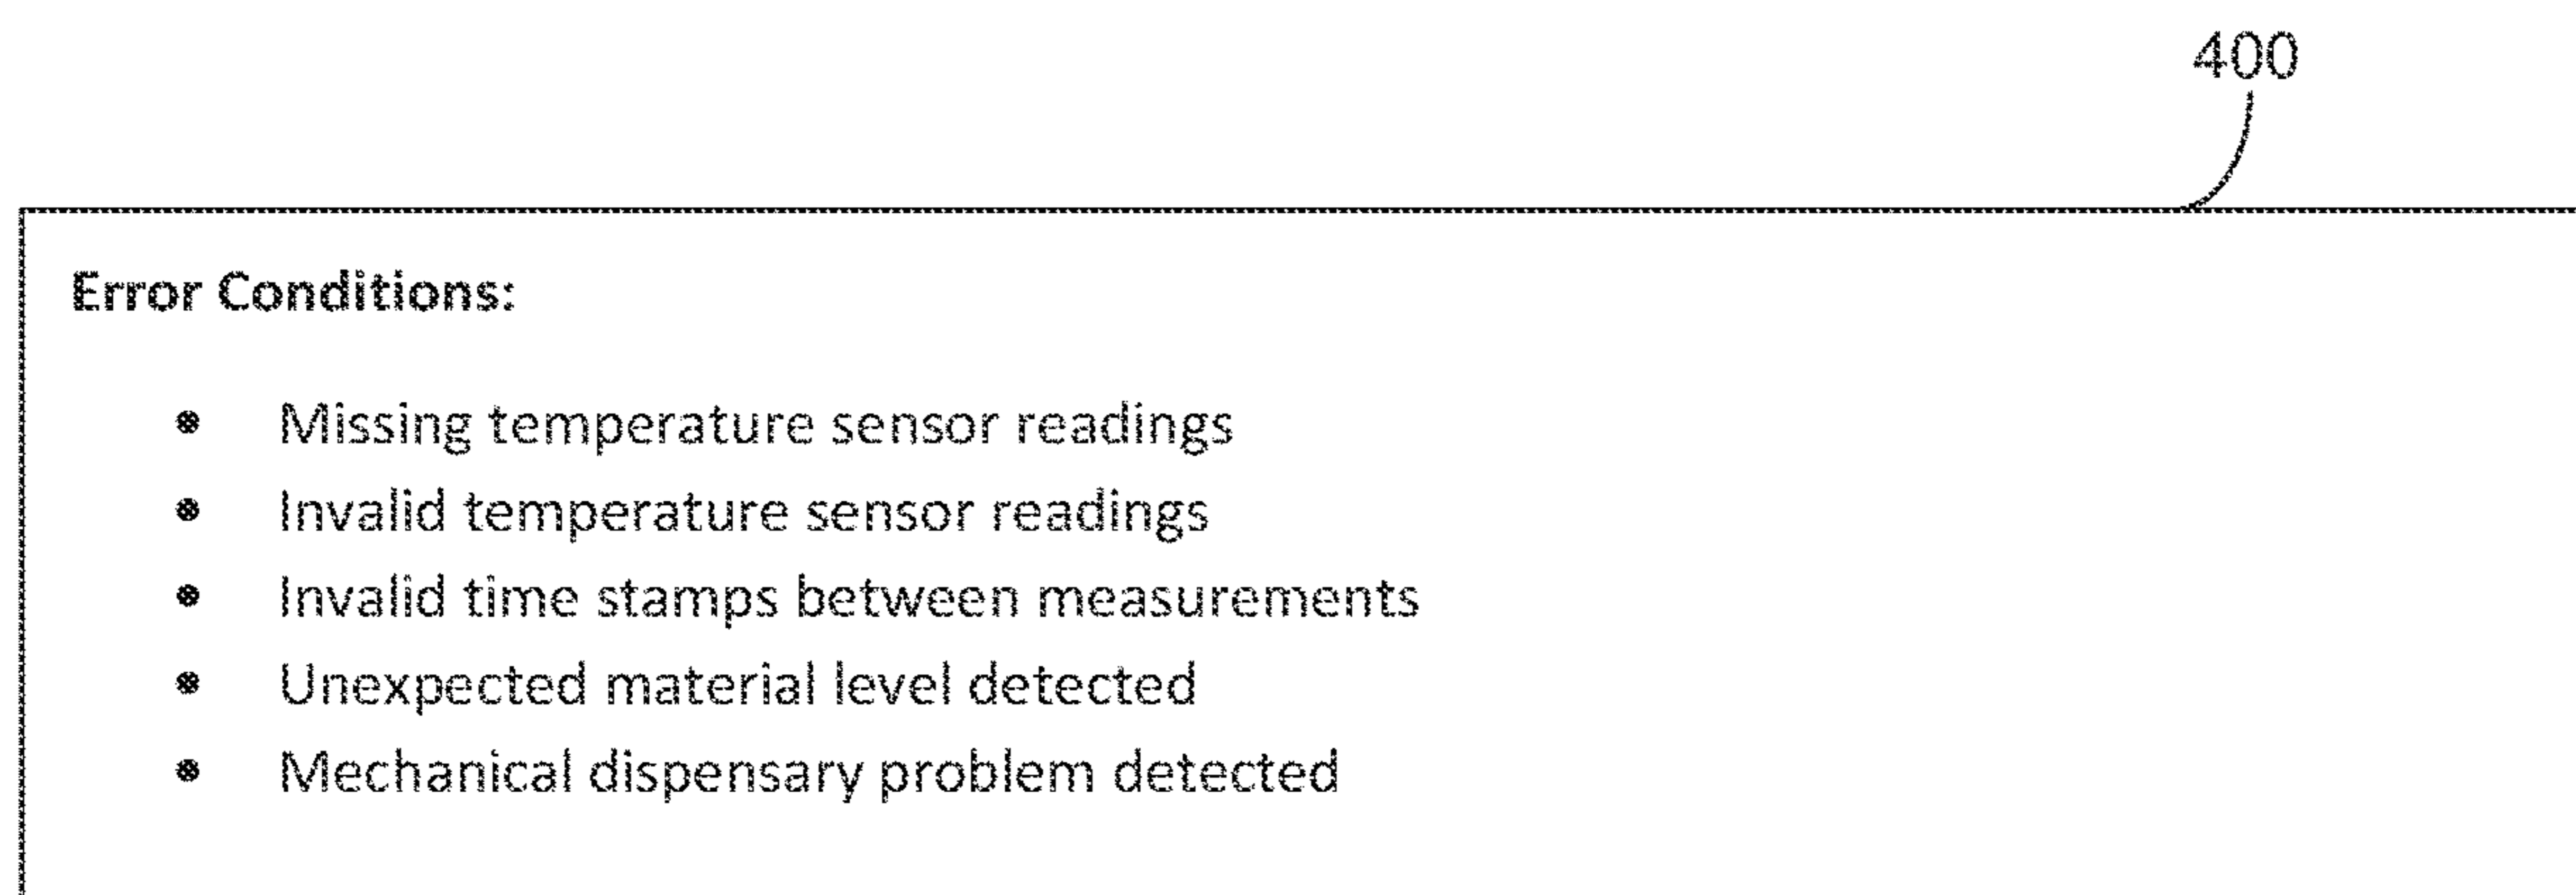 400
Error Conditions:
• Missing temperature sensor readings
• Invalid temperature sensor readings
• Invalid time stamps between measurements
• Unexpected material level detected
• Mechanical dispensary problem detected